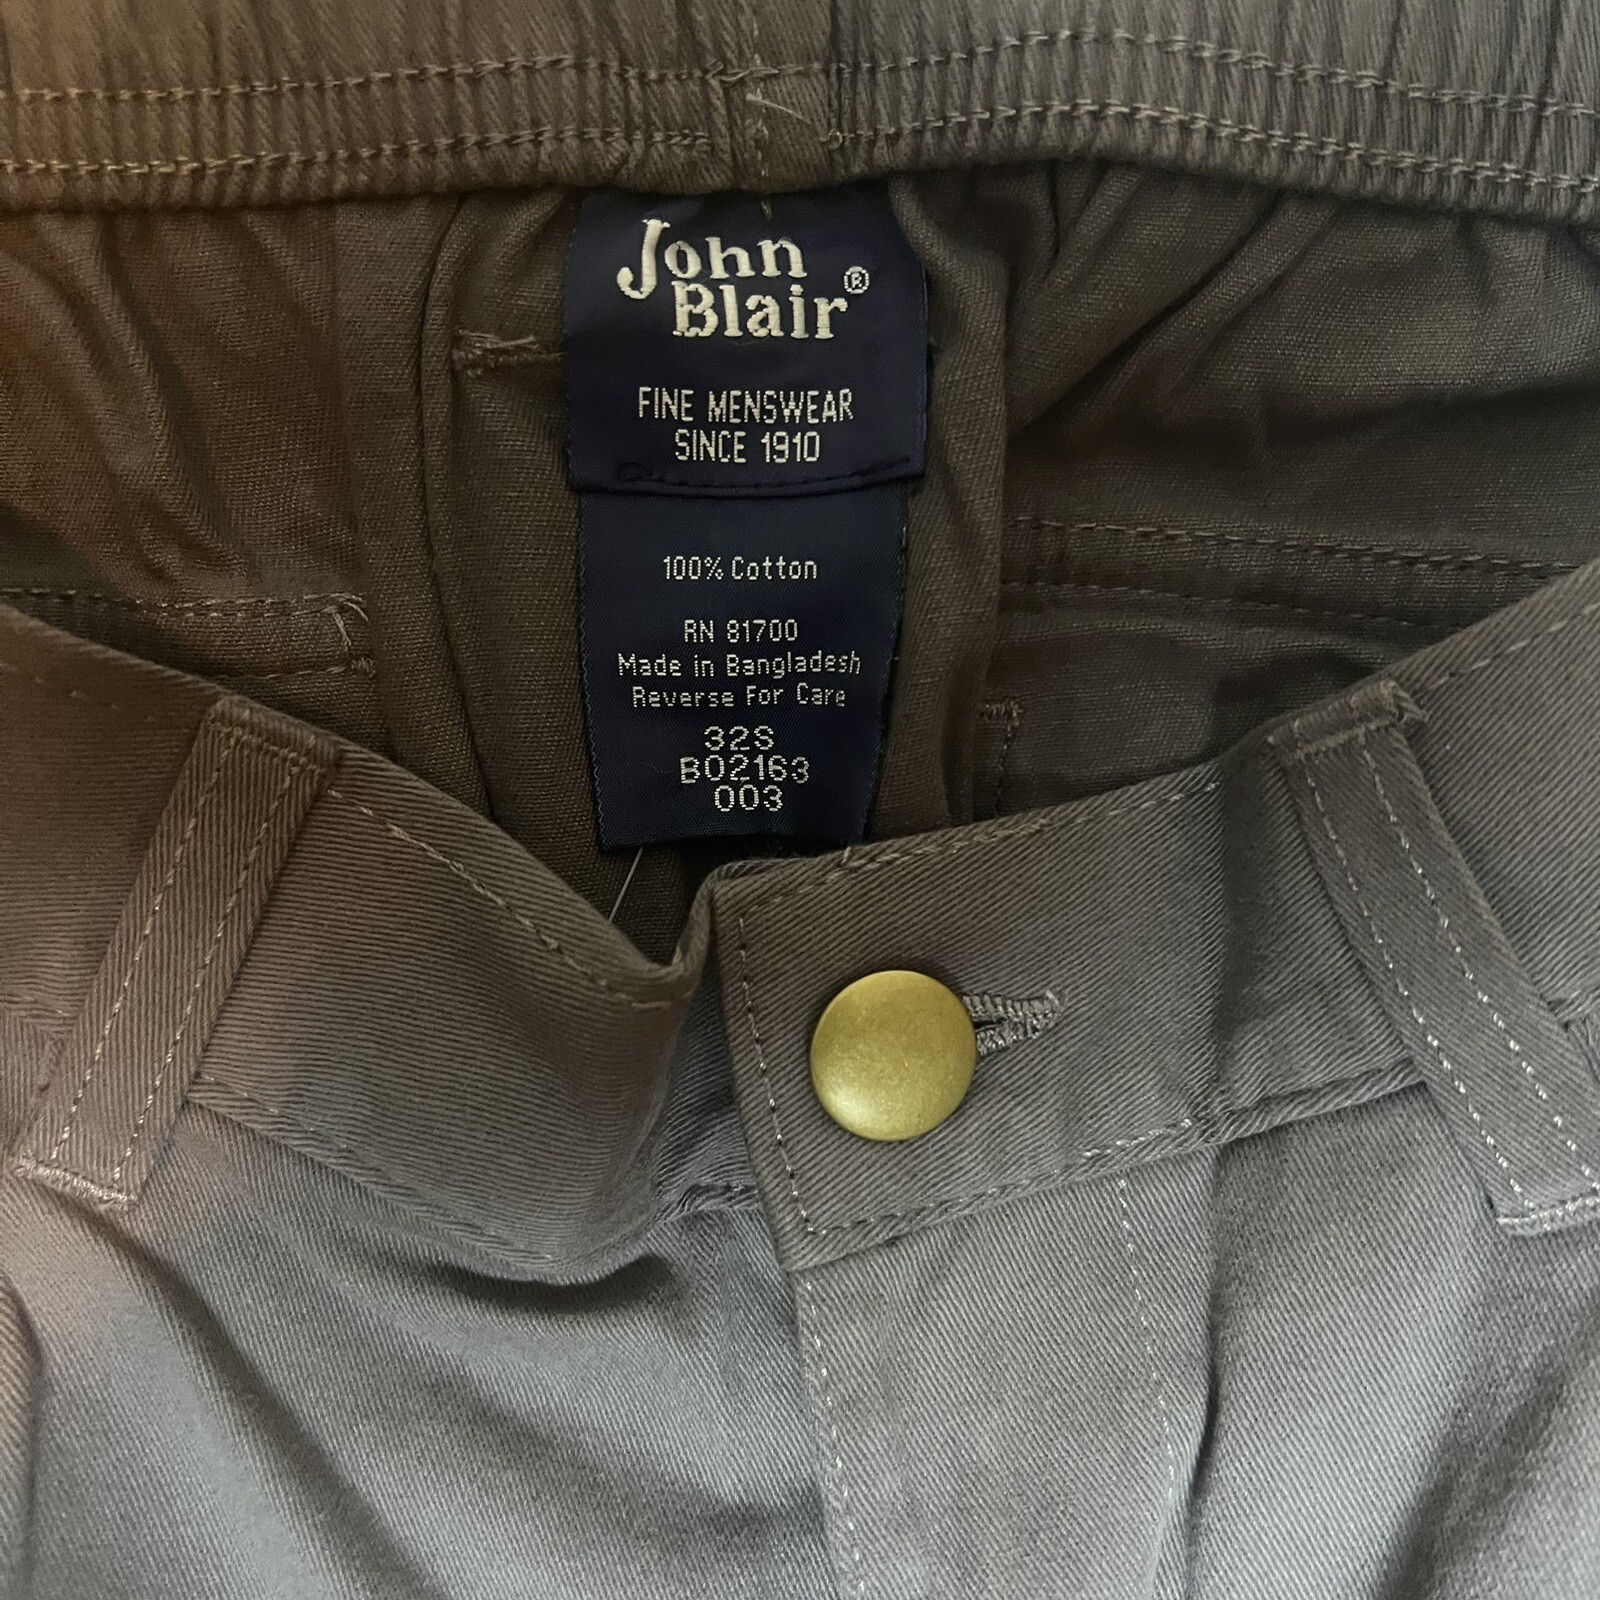 John
Blair®
FINE MENSWEAR
SINCE 1910
100% Cotton
RN 81700
Made in Bangladesh
Reverse For Care
32S
B02163
003